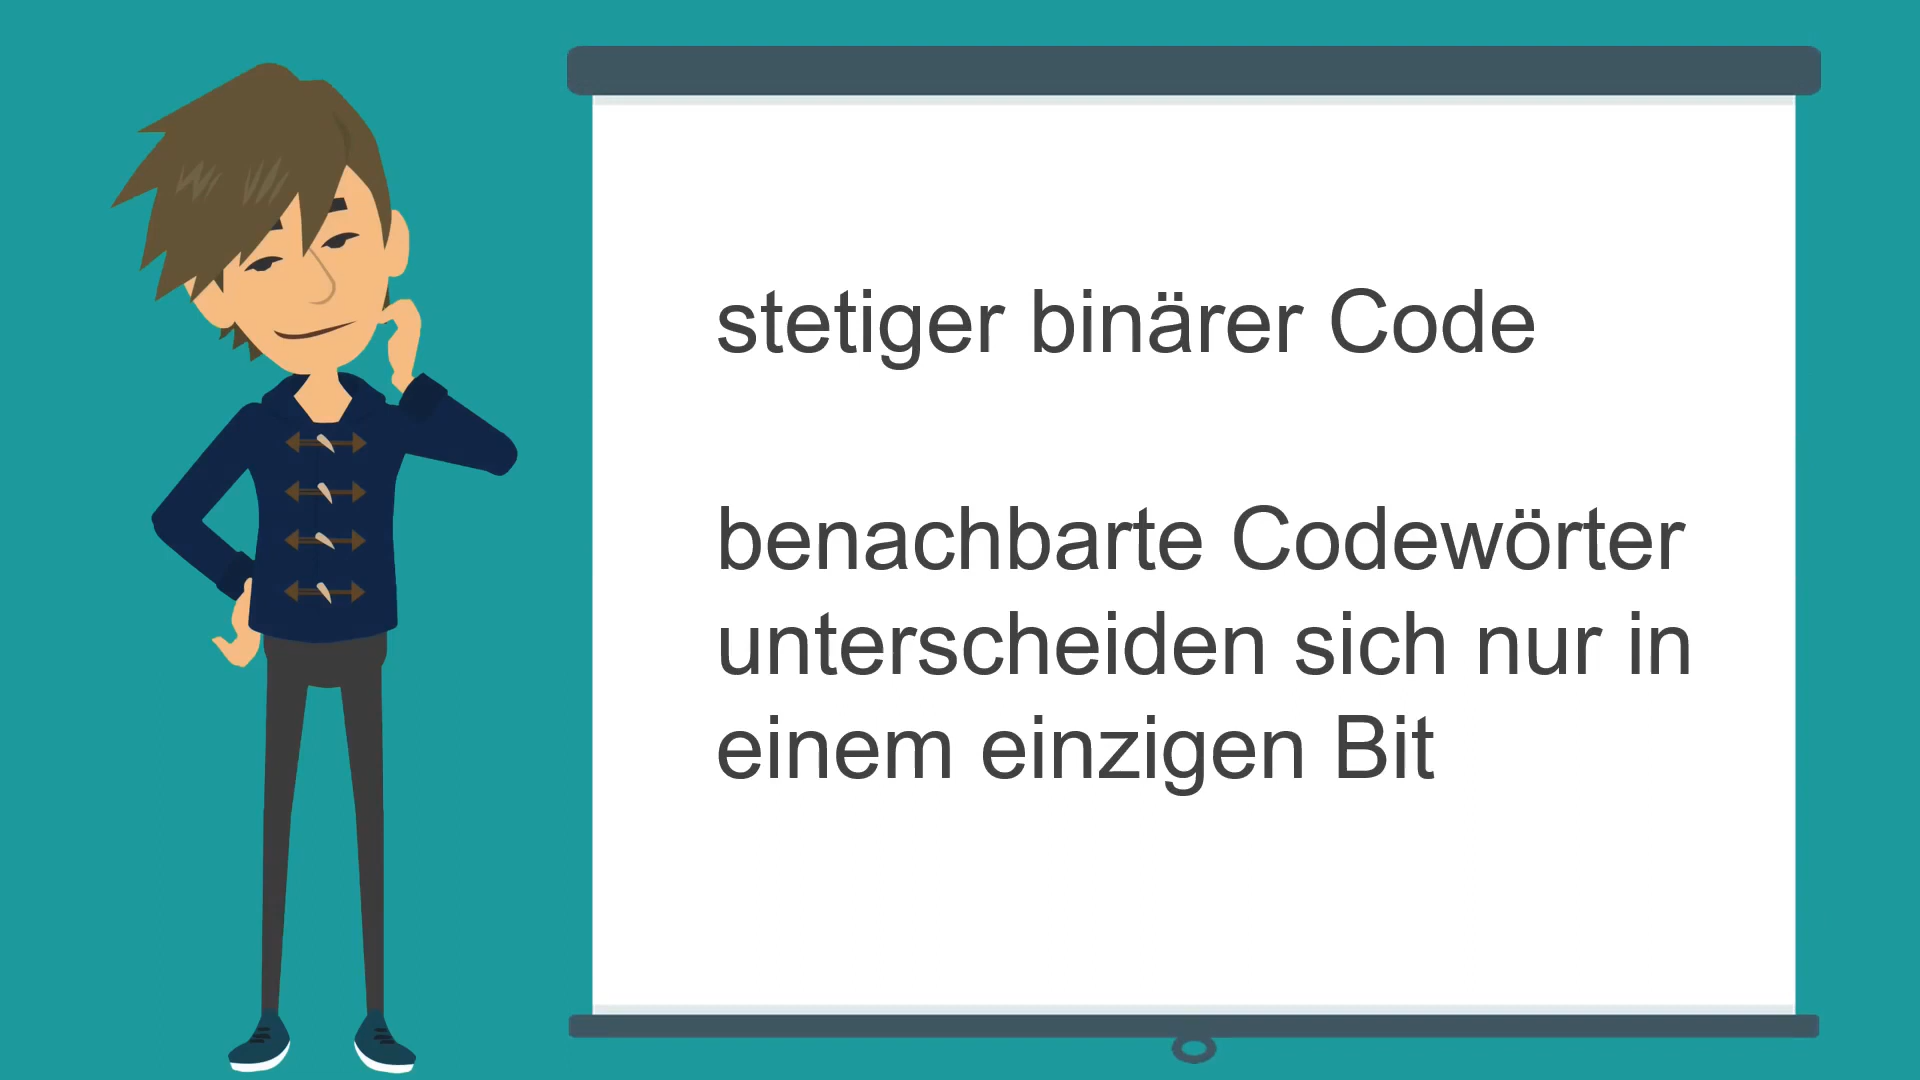 stetiger binärer Code
benachbarte Codewörter
unterscheiden sich nur in
einem einzigen Bit